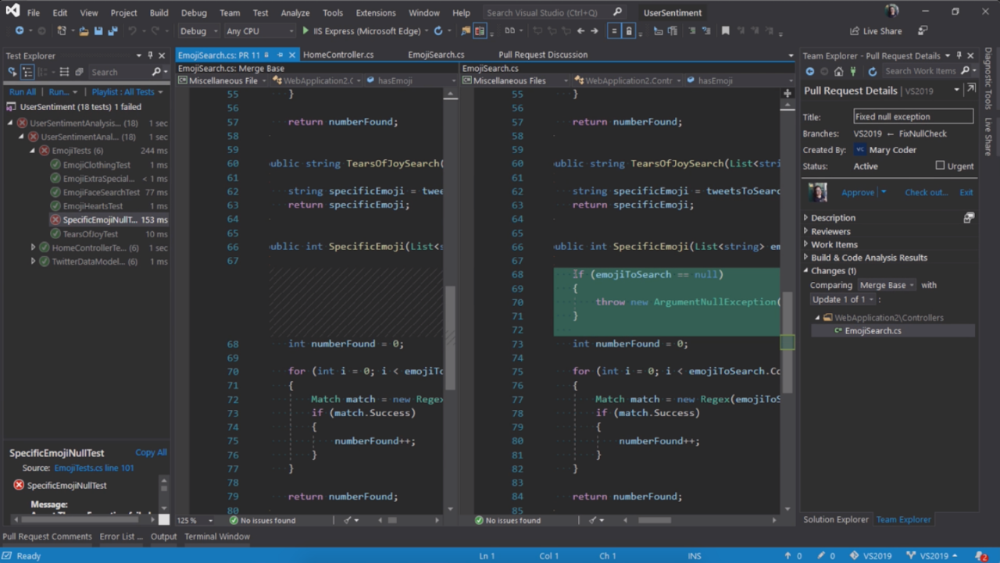 File Edit View Project Build Debug Team Test Analyze Tools Extensions Window Help Search Visual Studio (Ctrl+Q) UserSentiment
Debug Any CPU IIS Express (Microsoft Edge) Live Share
Test Explorer
Search
Run All Run... Playlist : All Tests
UserSentiment (18 tests) 1 failed
UserSentimentAnalysis... (18) 1 sec
UserSentimentAnal... (18) 1 sec
EmojiTests (6) 244 ms
EmojiClothingTest 1 ms
EmojiExtraSpecial... < 1 ms
EmojiFaceSearchTest 77 ms
EmojiHeartsTest 1 ms
SpecificEmojiNullT... 153 ms
TearsOfJoyTest 10 ms
HomeControllerTe... (6) 1 sec
TwitterDataModel... (6) 1 sec
SpecificEmojiNullTest Copy All
Source: EmojiTests.cs line 101
SpecificEmojiNullTest
Message:
EmojiSearch.cs: PR 11 HomeController.cs EmojiSearch.cs Pull Request Discussion
EmojiSearch.cs: Merge Base
Miscellaneous File WebApplication2.C hasEmoji
55 }
56
57 return numberFound;
58
59
60 ublic string TearsOfJoySearch(
61
62 string specificEmoji = twee
63 return specificEmoji;
64
65
66 ublic int SpecificEmoji(List<s
67
68 int numberFound = 0;
69
70 for (int i = 0; i < emojiTo
71 {
72 Match match = new Regex
73 if (match.Success)
74 {
75 numberFound++;
76 }
77 }
78
79 return numberFound;
80
125 % No issues found
EmojiSearch.cs
Miscellaneous Files WebApplication2.Contr hasEmoji
55 }
56
57 return numberFound;
58
59
60 ublic string TearsOfJoySearch(List<stri
61
62 string specificEmoji = tweetsToSearc
63 return specificEmoji;
64
65
66 ublic int SpecificEmoji(List<string> em
67
68 if (emojiToSearch == null)
69 {
70 throw new ArgumentNullException(
71 }
72
73 int numberFound = 0;
74
75 for (int i = 0; i < emojiToSearch.Co
76 {
77 Match match = new Regex(emojiToS
78 if (match.Success)
79 {
80 numberFound++;
81 }
82 }
83
84 return numberFound;
85
No issues found
Team Explorer - Pull Request Details
Search Work Items
Pull Request Details | VS2019
Title: Fixed null exception
Branches: VS2019 ← FixNullCheck
Created By: VC Mary Coder
Status: Active Urgent
Approve Check out... Exit
Description
Reviewers
Work Items
Build & Code Analysis Results
Changes (1)
Comparing Merge Base with
Update 1 of 1 :
WebApplication2\Controllers
C# EmojiSearch.cs
Solution Explorer Team Explorer
Diagnostic Tools
Live Share
Pull Request Comments Error List ... Output Terminal Window
Ready Ln 1 Col 1 Ch 1 INS 0 0 VS2019 VS2019 2